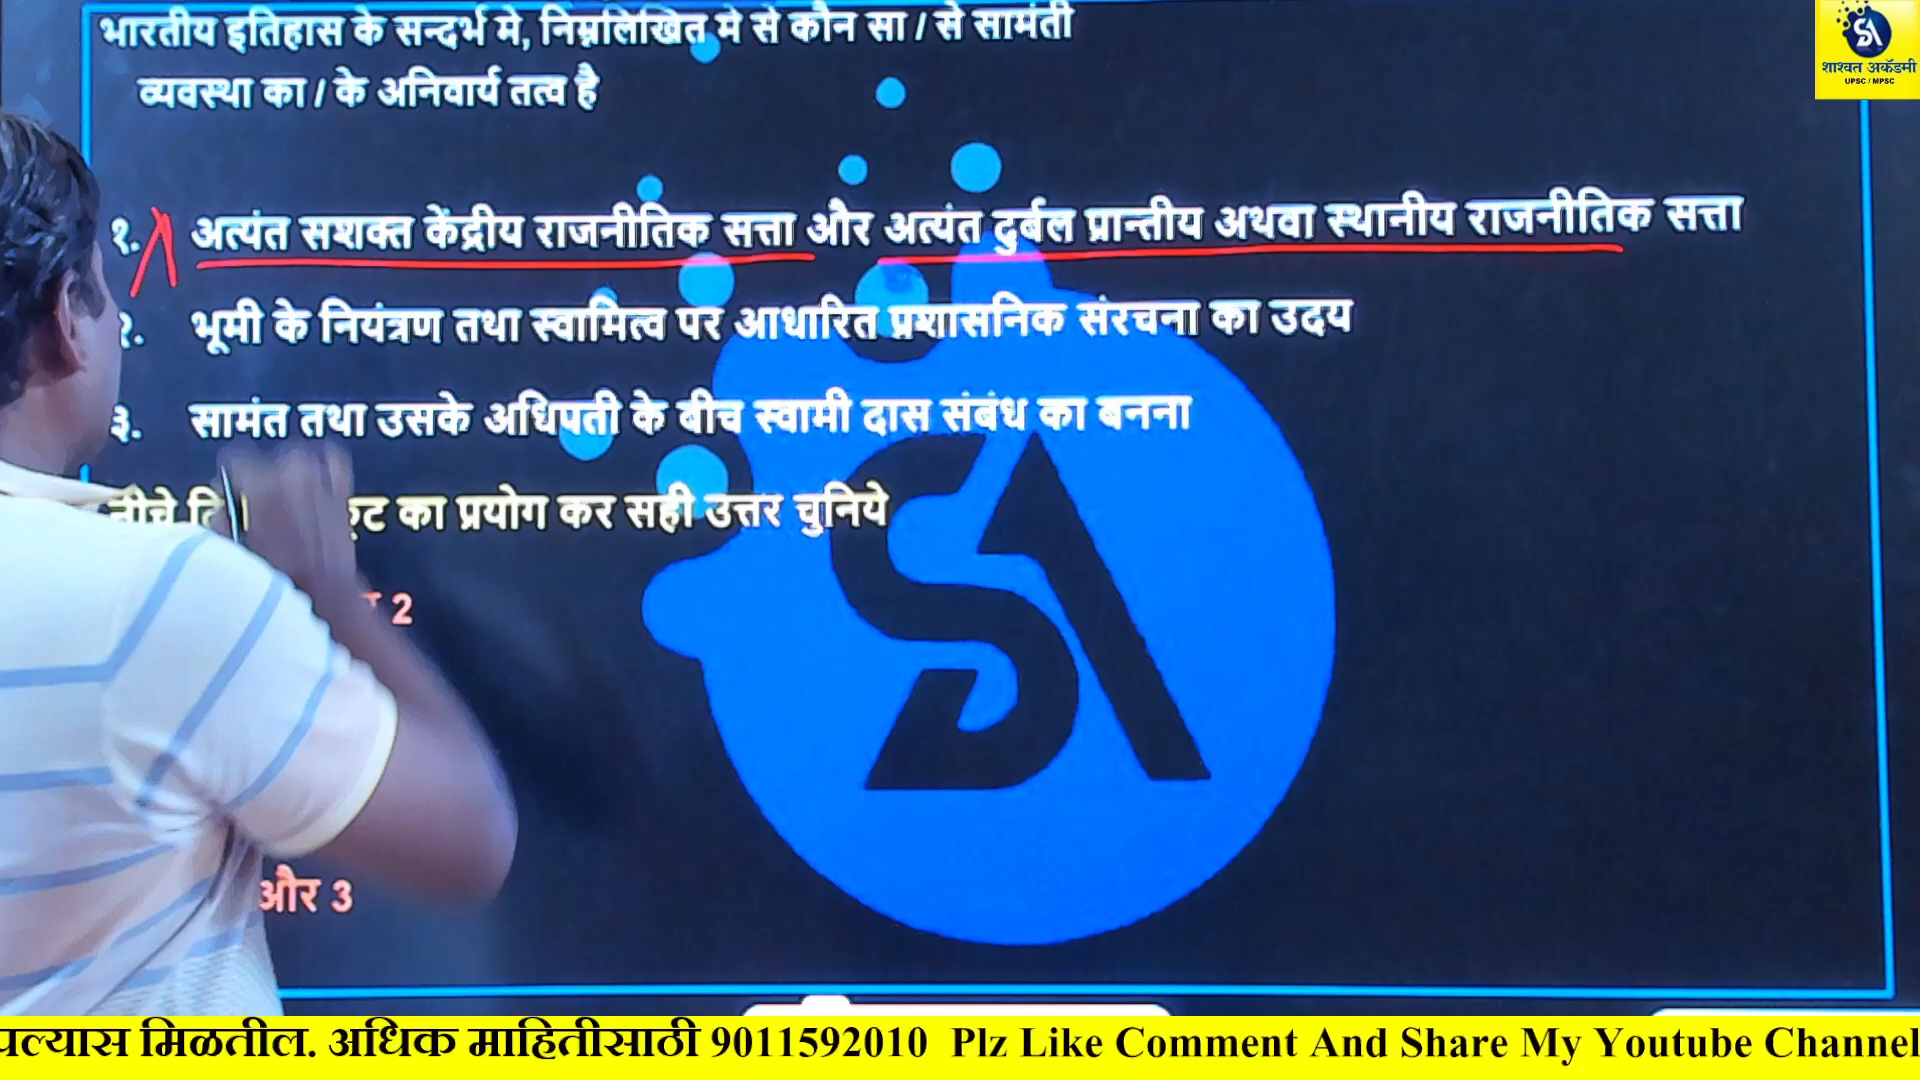 भारतीय इतिहास के सन्दर्भ मे, निम्नलिखित मे से कौन सा / से सामंती
व्यवस्था का / के अनिवार्य तत्व है
१. अत्यंत सशक्त केंद्रीय राजनीतिक सत्ता और अत्यंत दुर्बल प्रान्तीय अथवा स्थानीय राजनीतिक सत्ता
२. भूमी के नियंत्रण तथा स्वामित्व पर आधारित प्रशासनिक संरचना का उदय
३. सामंत तथा उसके अधिपती के बीच स्वामी दास संबंध का बनना
का प्रयोग कर सही उत्तर चुनिये
2
और 3
SA
शाश्वत अकॅडमी
UPSC / MPSC
मिळतील. अधिक माहितीसाठी 9011592010 Plz Like Comment And Share My Youtube Channel